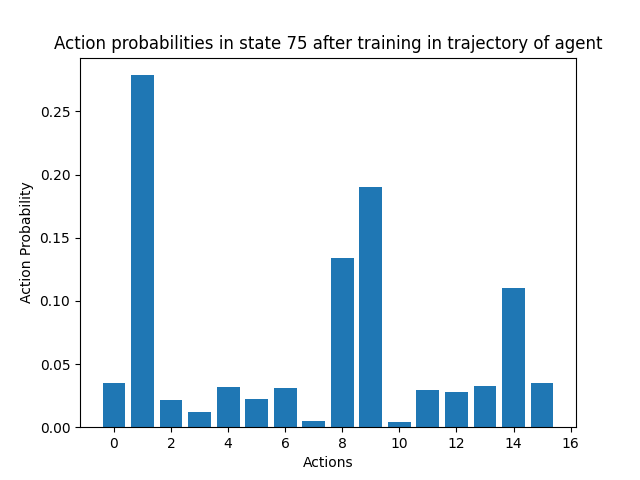 Action probabilities in state 75 after training in trajectory of agent
0.25
0.20
0.15
0.10
0.05
0.00
Action Probability
0 2 4 6 8 10 12 14 16
Actions